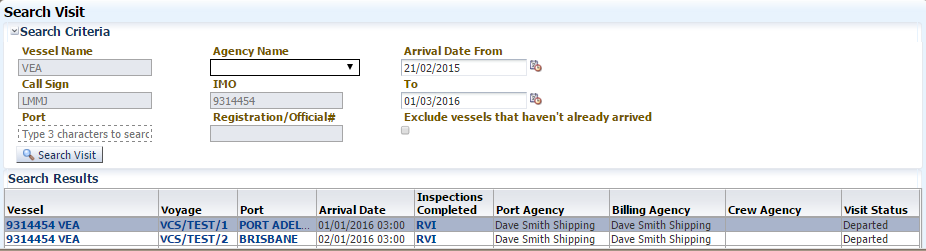 Search Visit
Search Criteria
Vessel Name Agency Name Arrival Date From
VEA 21/02/2015
Call Sign IMO To
LMMJ 9314454 01/03/2016
Port Registration/Official# Exclude vessels that haven't already arrived
Type 3 characters to searc
Search Visit
Search Results
Vessel Voyage Port Arrival Date Inspections Completed Port Agency Billing Agency Crew Agency Visit Status
9314454 VEA VCS/TEST/1 PORT ADEL... 01/01/2016 03:00 RVI Dave Smith Shipping Dave Smith Shipping Departed
9314454 VEA VCS/TEST/2 BRISBANE 02/01/2016 03:00 RVI Dave Smith Shipping Dave Smith Shipping Departed